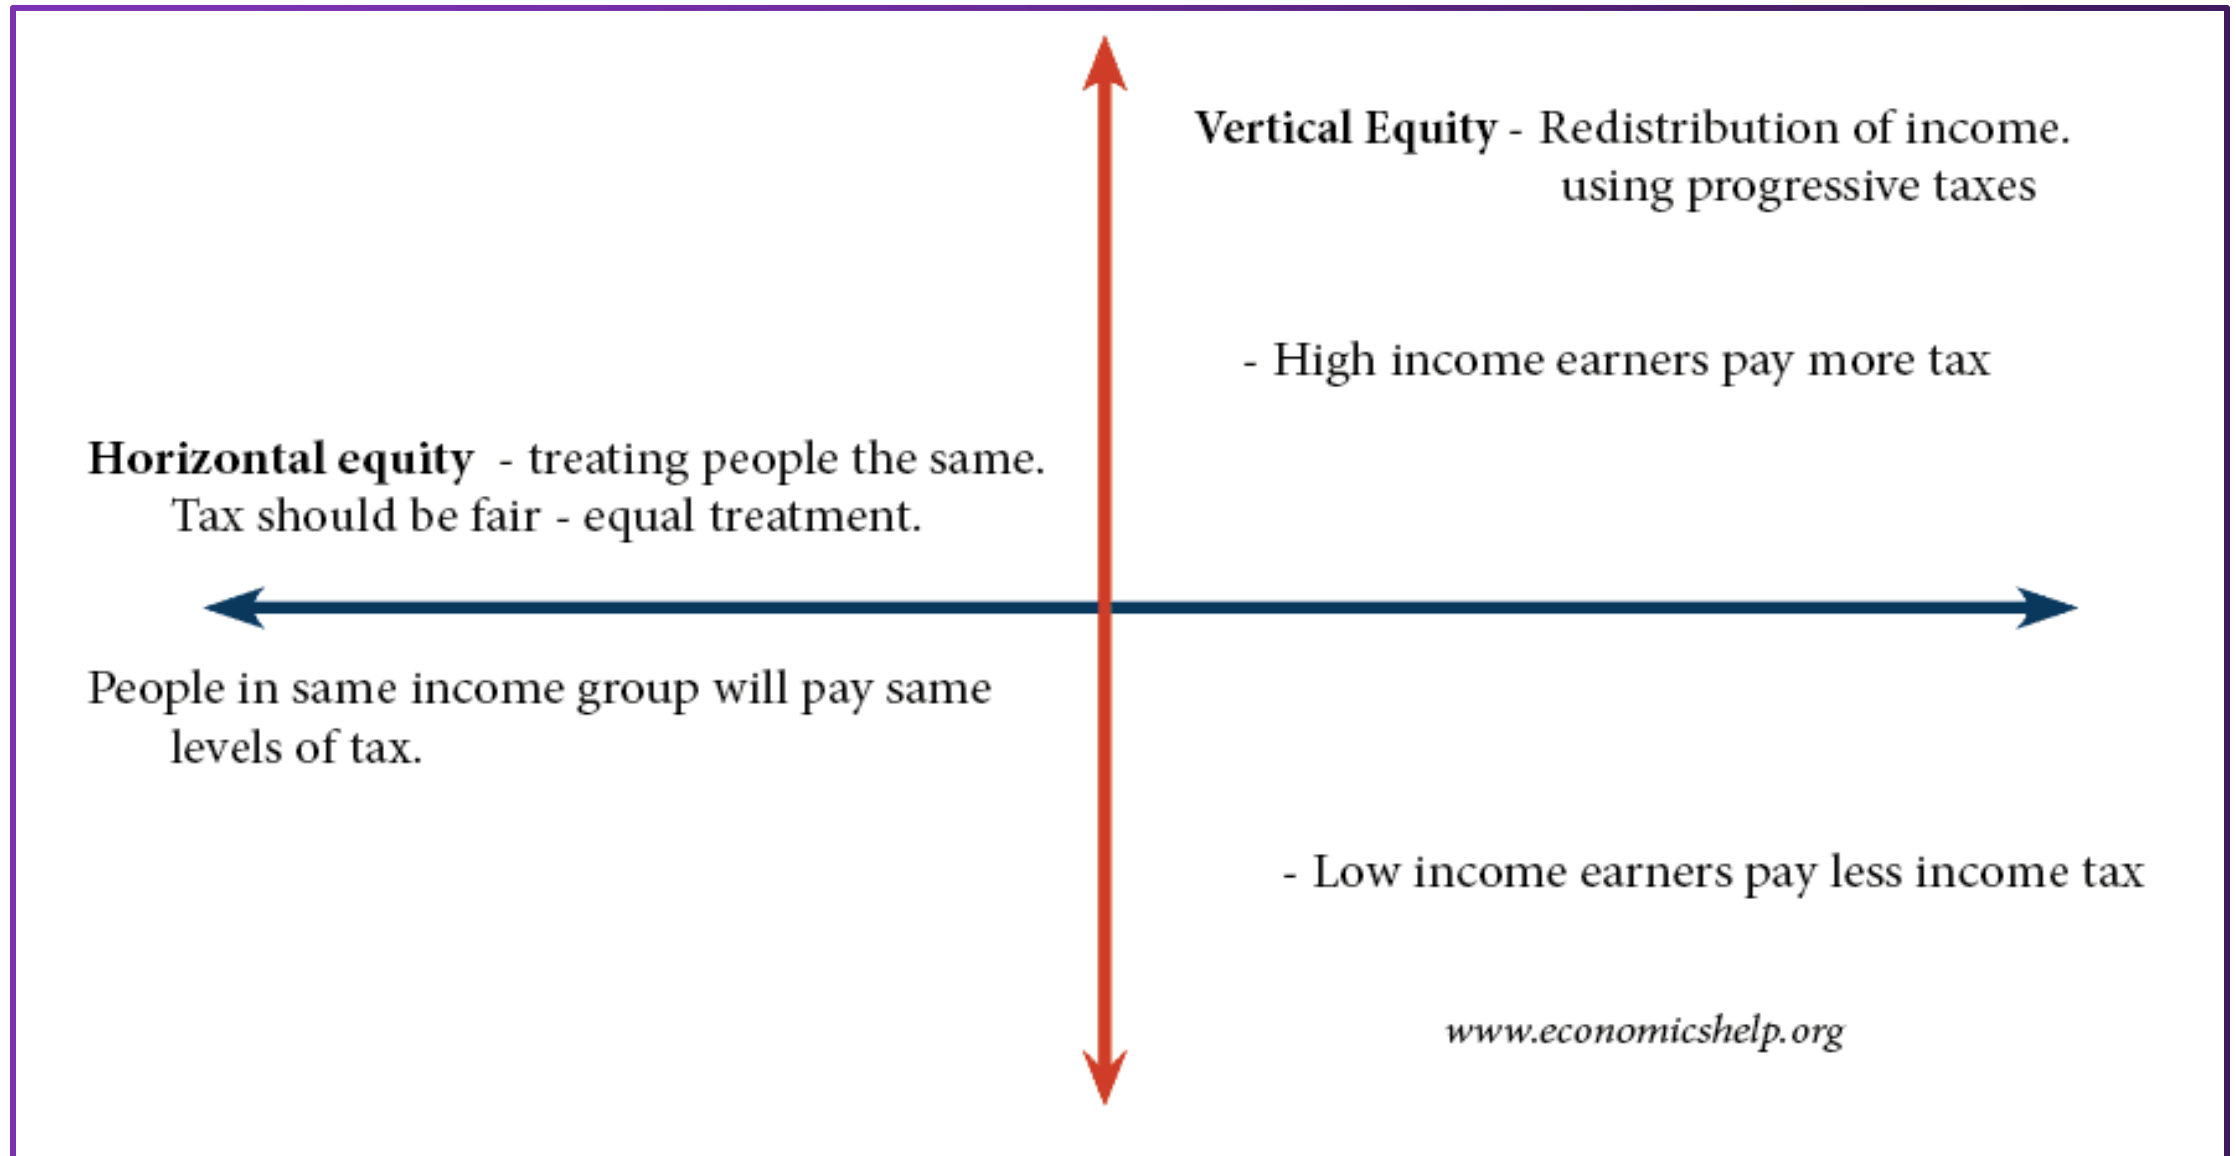 Vertical Equity - Redistribution of income.
using progressive taxes
- High income earners pay more tax
Horizontal equity - treating people the same.
Tax should be fair - equal treatment.
People in same income group will pay same
levels of tax.
- Low income earners pay less income tax
www.economicshelp.org